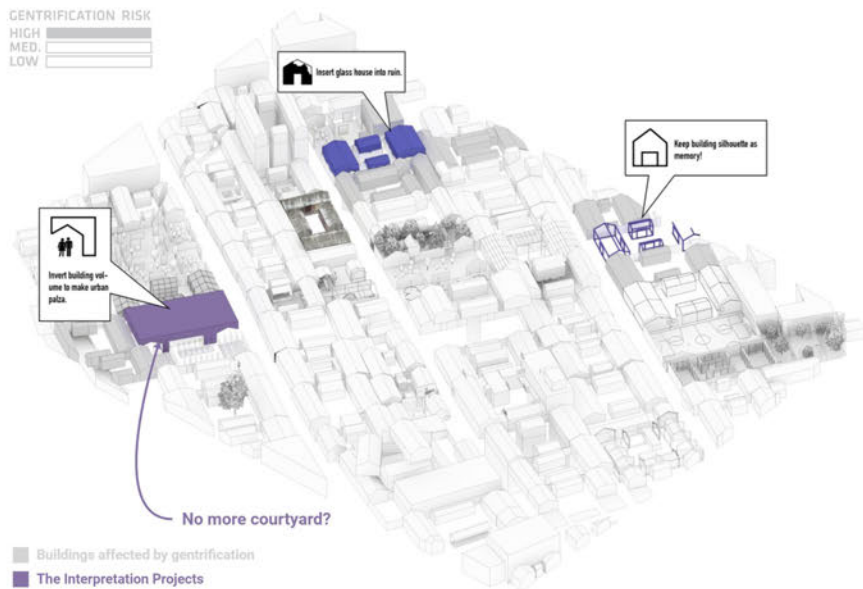 GENTRIFICATION RISK
HIGH
MED.
LOW
Insert glass house into ruin.
Keep building silhouette as
memory!
Invert building vol-
ume to make urban
palza.
No more courtyard?
Buildings affected by gentrification
The Interpretation Projects